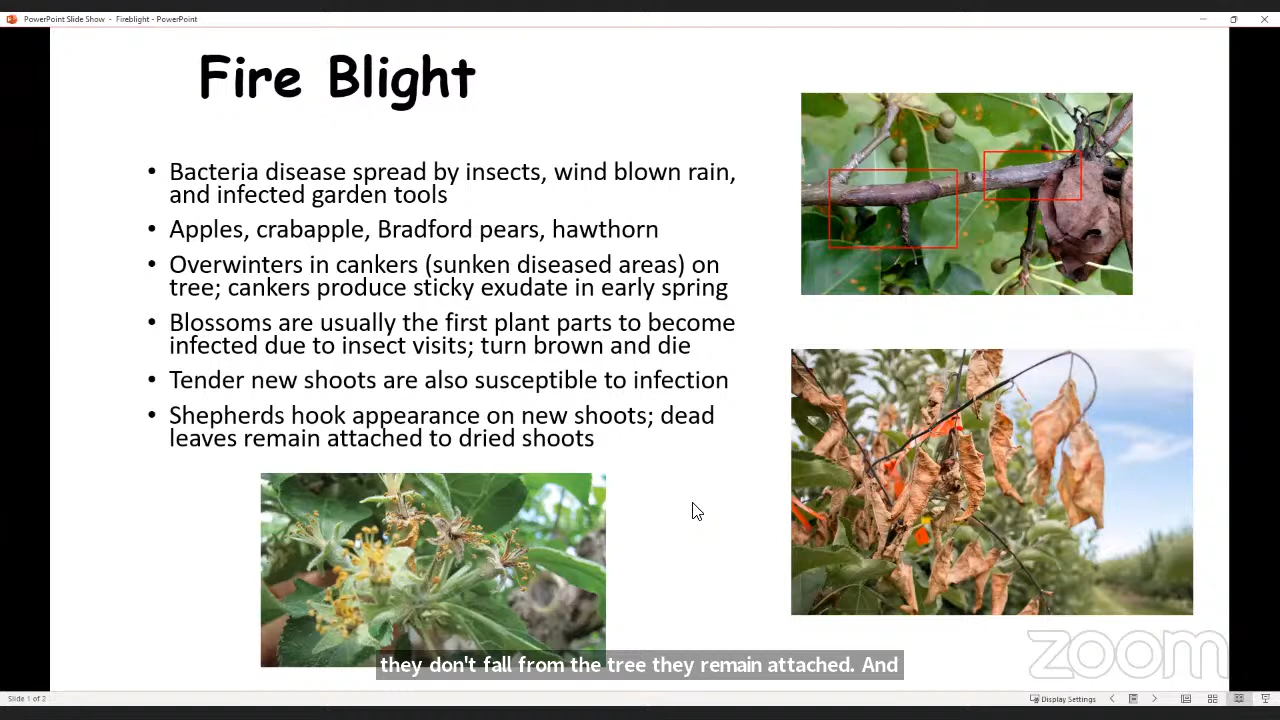 PowerPoint Slide Show - Fireblight - PowerPoint
Fire Blight
• Bacteria disease spread by insects, wind blown rain,
and infected garden tools
• Apples, crabapple, Bradford pears, hawthorn
• Overwinters in cankers (sunken diseased areas) on
tree; cankers produce sticky exudate in early spring
• Blossoms are usually the first plant parts to become
infected due to insect visits; turn brown and die
• Tender new shoots are also susceptible to infection
• Shepherds hook appearance on new shoots; dead
leaves remain attached to dried shoots
they don't fall from the tree they remain attached. And
zoom
Slide 1 of 2
Display Settings